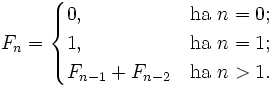 0, ha n = 0;
F_n = { 1, ha n = 1;
F_{n-1} + F_{n-2} ha n > 1.